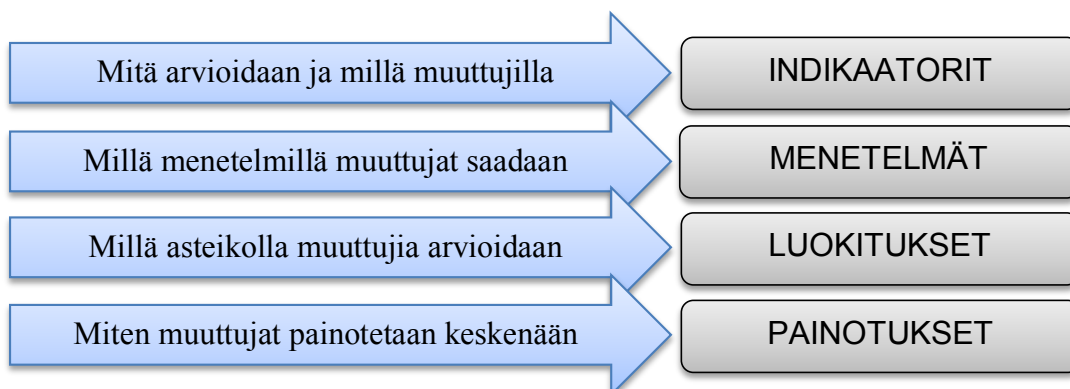 Mitä arvioidaan ja millä muuttujilla
INDIKAATORIT
Millä menetelmillä muuttujat saadaan
MENETELMÄT
Millä asteikolla muuttujia arvioidaan
LUOKITUKSET
Miten muuttujat painotetaan keskenään
PAINOTUKSET